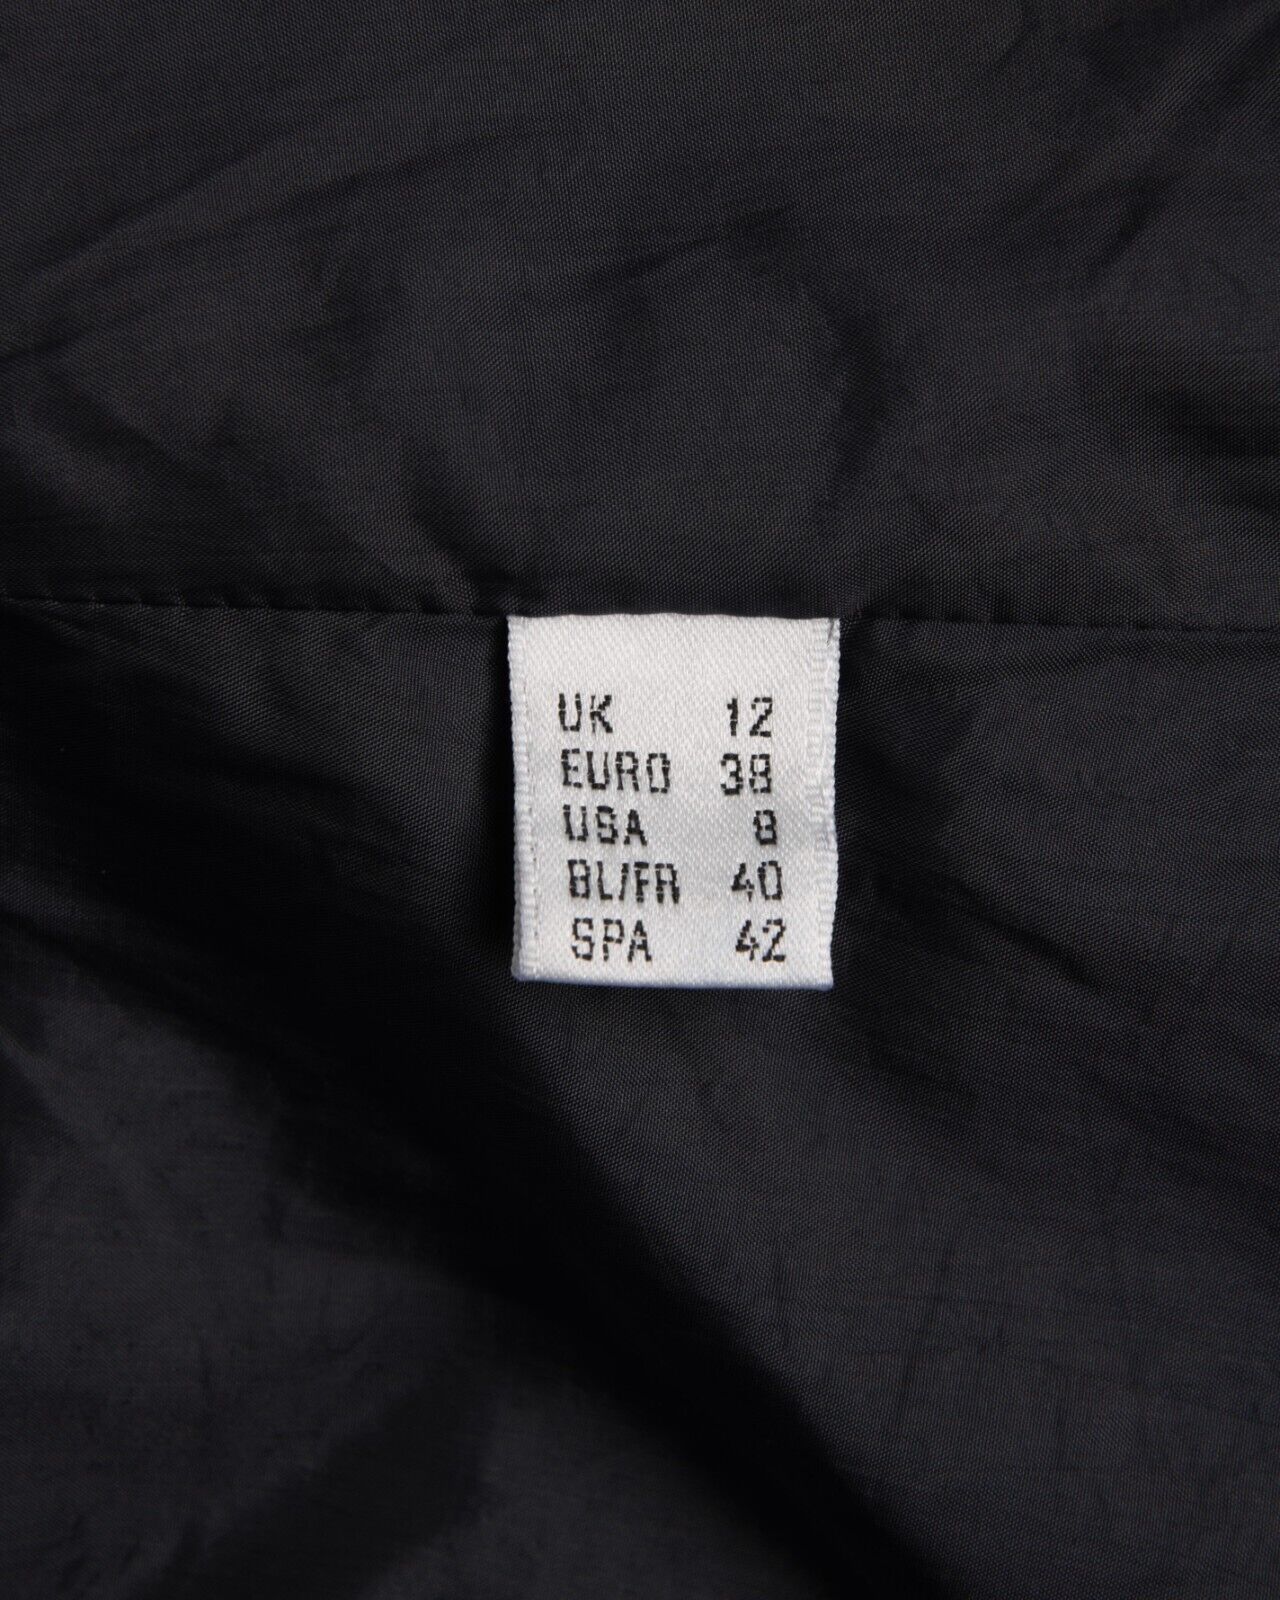 UK 12
EURO 38
USA 8
BL/FR 40
SPA 42